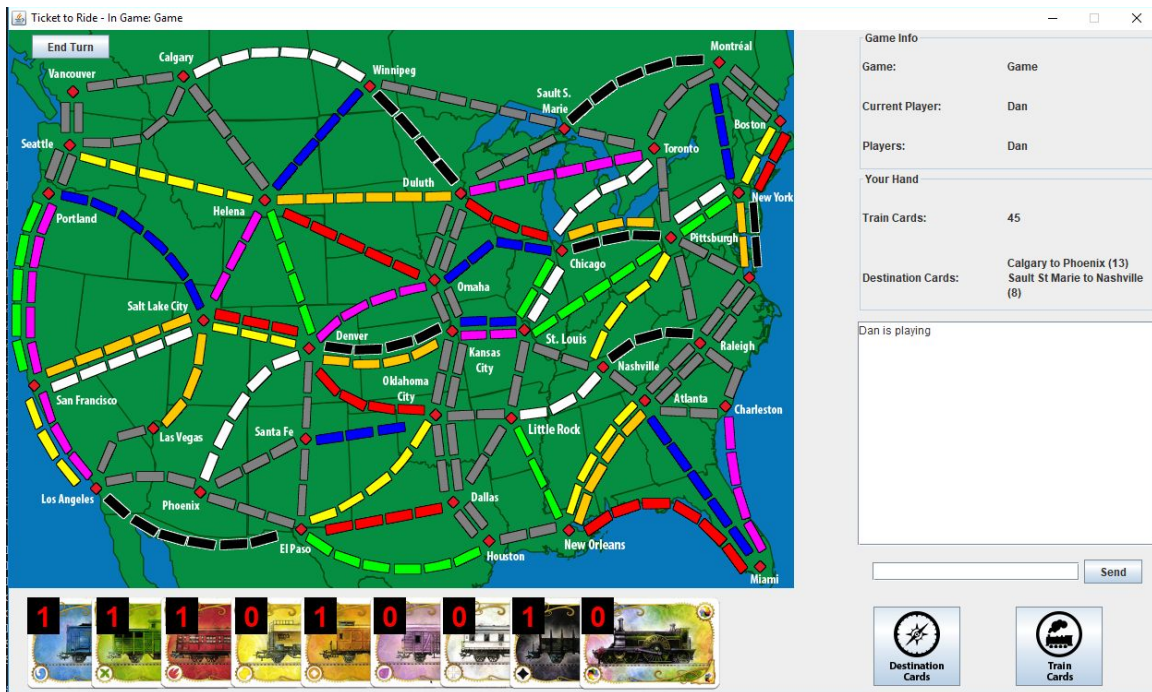 Ticket to Ride - In Game: Game
End Turn
Calgary
Vancouver
Winnipeg
Montréal
Sault S.
Marie
Boston
Seattle
Toronto
Duluth
Helena
Portland
New York
Pittsburgh
Chicago
Omaha
Salt Lake City
Denver
Kansas
City
St. Louis
Raleigh
Nashville
Oklahoma
City
San Francisco
Atlanta
Charleston
Las Vegas
Santa Fe
Little Rock
Los Angeles
Phoenix
Dallas
El Paso
Houston
New Orleans
Miami
1 1 1 0 1 0 0 1 0
Game Info
Game: Game
Current Player: Dan
Players: Dan
Your Hand
Train Cards: 45
Destination Cards: Calgary to Phoenix (13)
Sault St Marie to Nashville
(8)
Dan is playing
Send
Destination
Cards
Train
Cards